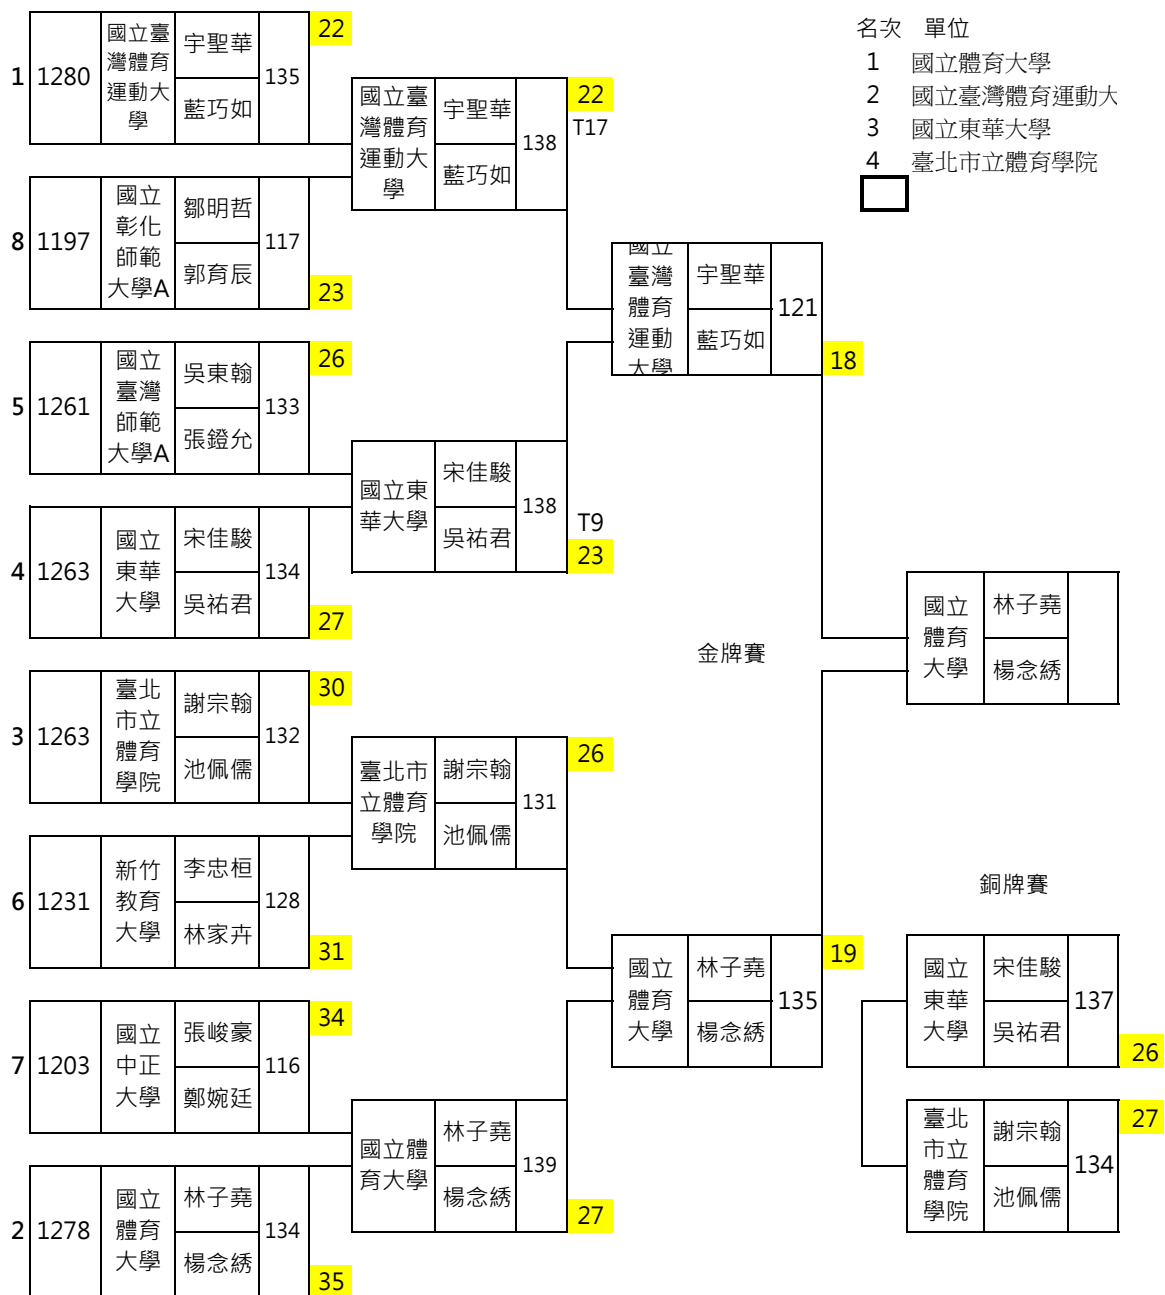 名次 單位
1 國立體育大學
2 國立臺灣體育運動大
3 國立東華大學
4 臺北市立體育學院
1 1280
國立臺
灣體育
運動大
學
宇聖華
藍巧如
135
22
8 1197
國立
彰化
師範
大學A
鄒明哲
郭育辰
117
23
5 1261
國立
臺灣
師範
大學A
吳東翰
張鐙允
133
26
4 1263
國立
東華
大學
宋佳駿
吳祐君
134
27
3 1263
臺北
市立
體育
學院
謝宗翰
池佩儒
132
30
6 1231
新竹
教育
大學
李忠桓
林家卉
128
31
7 1203
國立
中正
大學
張峻豪
鄭婉廷
116
34
2 1278
國立
體育
大學
林子堯
楊念綉
134
35
國立臺
灣體育
運動大
學
宇聖華
藍巧如
138
22
T17
國立東
華大學
宋佳駿
吳祐君
138
T9
23
臺北市
立體育
學院
謝宗翰
池佩儒
131
26
國立體
育大學
林子堯
楊念綉
139
27
國立
臺灣
體育
運動
大學
宇聖華
藍巧如
121
18
國立
體育
大學
林子堯
楊念綉
135
19
金牌賽
國立
體育
大學
林子堯
楊念綉
銅牌賽
國立
東華
大學
宋佳駿
吳祐君
137
26
臺北
市立
體育
學院
謝宗翰
池佩儒
134
27